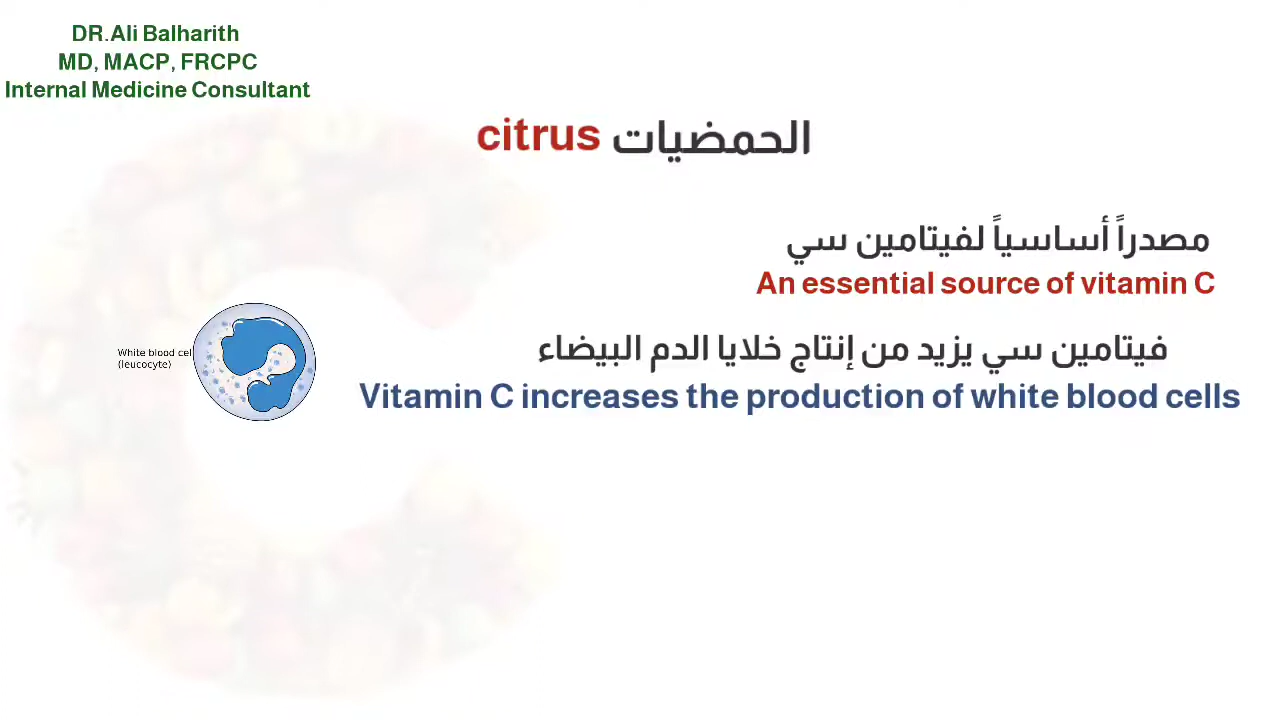 DR.Ali Balharith
MD, MACP, FRCPC
Internal Medicine Consultant
الحمضيات citrus
مصدراً أساسياً لفيتامين سي
An essential source of vitamin C
فيتامين سي يزيد من إنتاج خلايا الدم البيضاء
Vitamin C increases the production of white blood cells
White blood cel
(leucocyte)